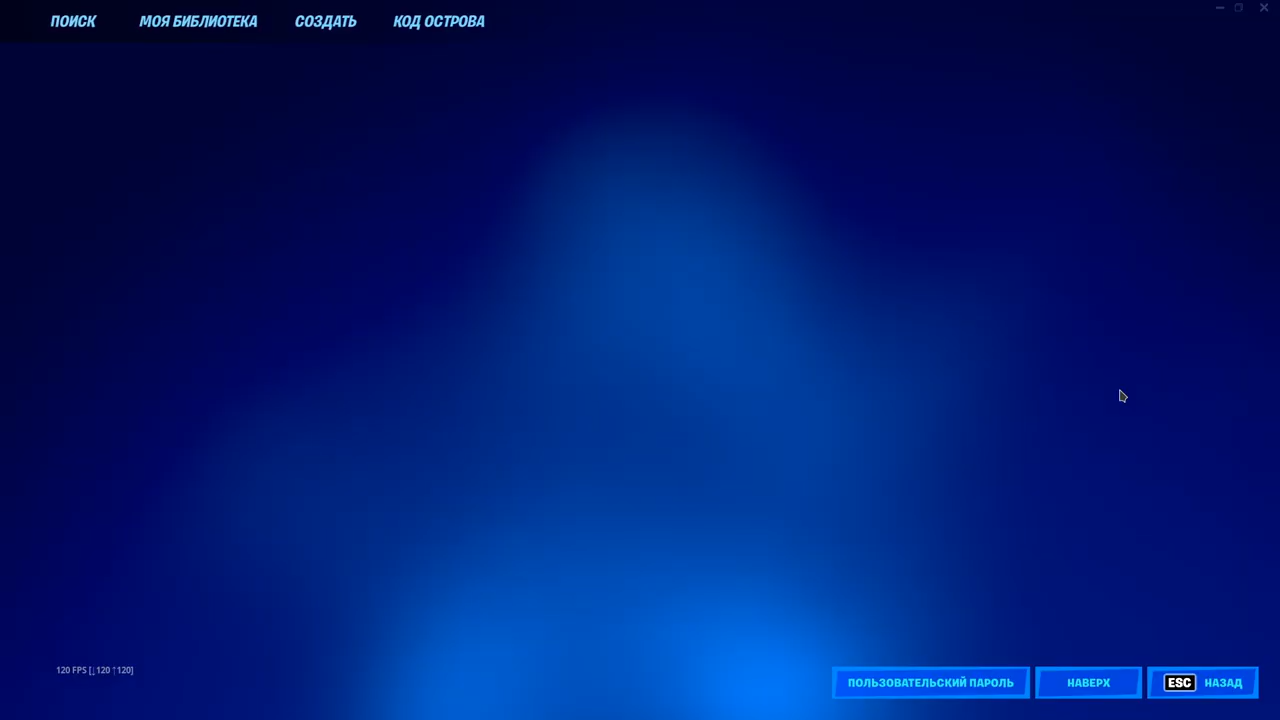 ПОИСК МОЯ БИБЛИОТЕКА СОЗДАТЬ КОД ОСТРОВА
120 FPS [↓120 ↑120]
ПОЛЬЗОВАТЕЛЬСКИЙ ПАРОЛЬ НАВЕРХ ESC НАЗАД